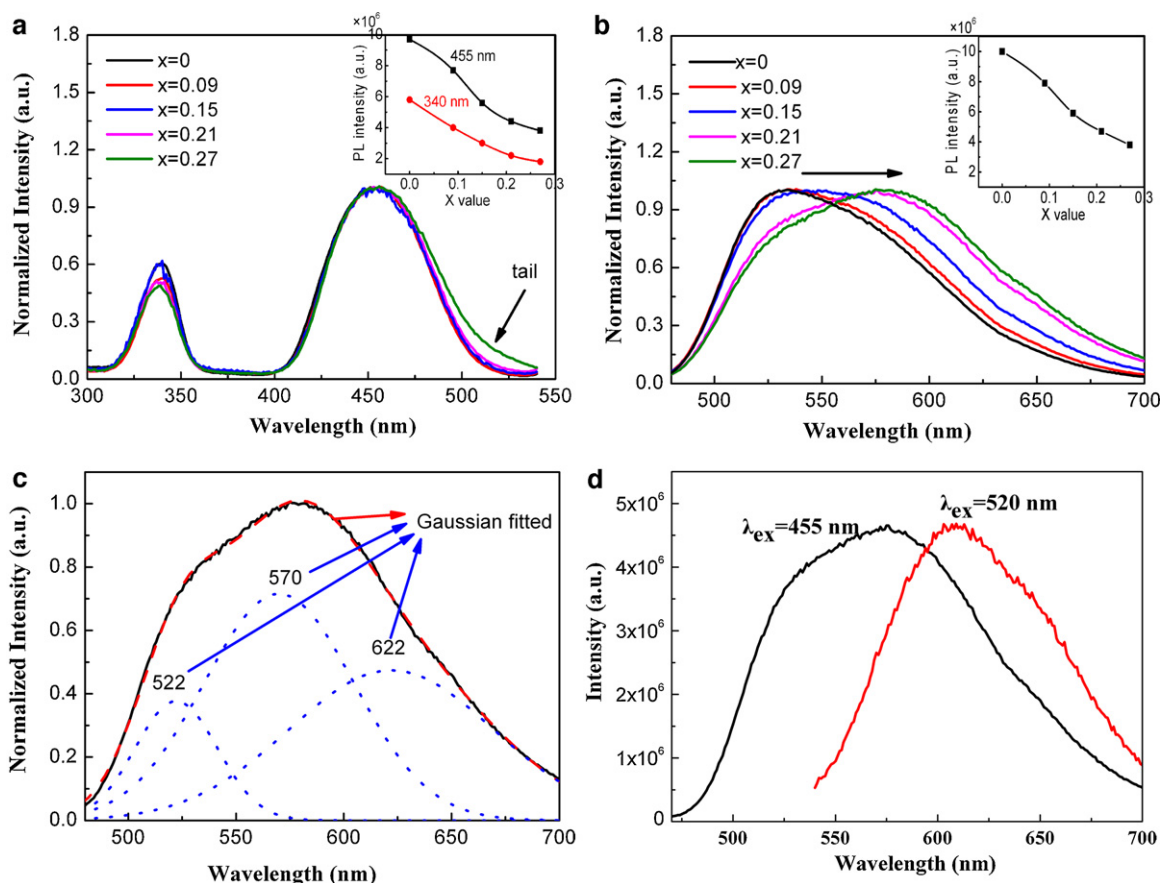 a
1.8
1.5
1.2
0.9
0.6
0.3
0.0
Normalized Intensity (a.u.)
x=0
x=0.09
x=0.15
x=0.21
x=0.27
×10⁶
10
8
6
4
2
PL intensity (a.u.)
455 nm
340 nm
0.0 0.1 0.2 0.3
X value
tail
300 350 400 450 500 550
Wavelength (nm)
b
1.8
1.5
1.2
0.9
0.6
0.3
0.0
Normalized Intensity (a.u.)
x=0
x=0.09
x=0.15
x=0.21
x=0.27
×10⁶
10
8
6
4
2
PL intensity (a.u.)
0.0 0.1 0.2 0.3
X value
500 550 600 650 700
Wavelength (nm)
c
1.0
0.8
0.6
0.4
0.2
0.0
Normalized Intensity (a.u.)
Gaussian fitted
570
622
522
500 550 600 650 700
Wavelength (nm)
d
5x10⁶
4x10⁶
3x10⁶
2x10⁶
1x10⁶
0
Intensity (a.u.)
λex=455 nm
λex=520 nm
500 550 600 650 700
Wavelength (nm)